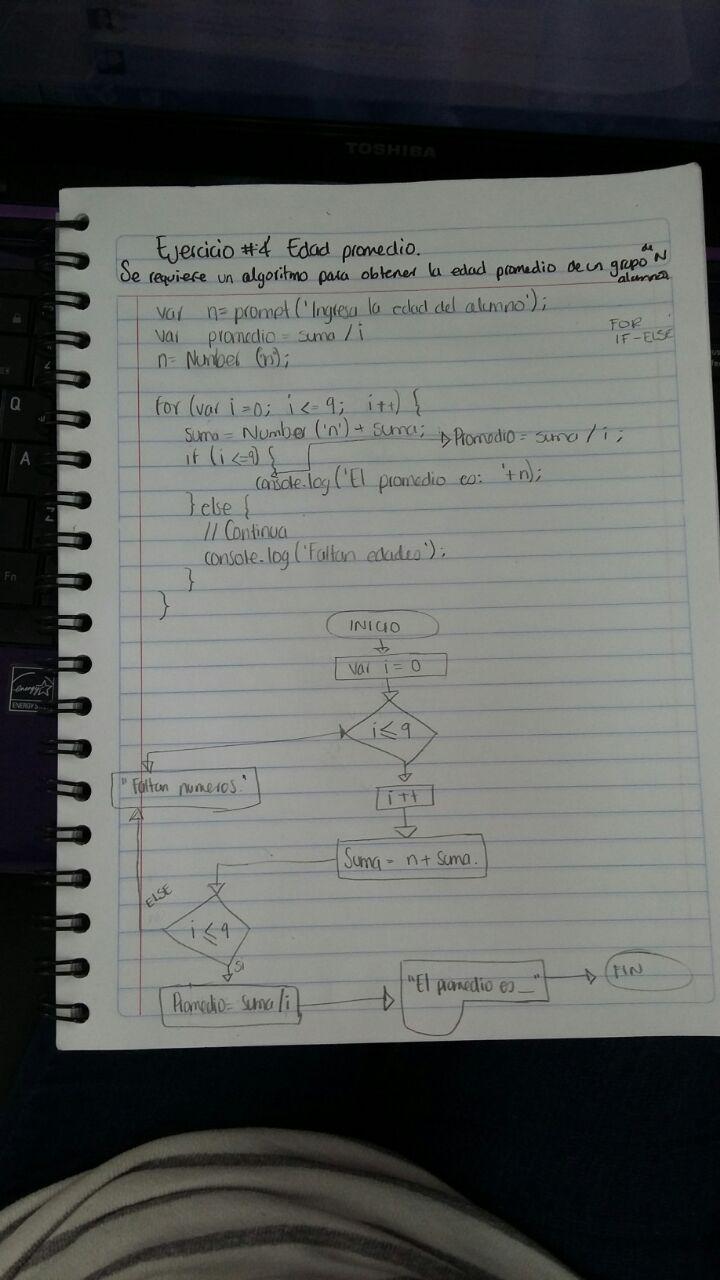 TOSHIBA
Ejercicio #4 Edad promedio.
Se requiere un algoritmo para obtener la edad promedio de un grupo de N alumnos
var n= prompt ('Ingresa la edad del alumno');
var promedio = suma / i
n= Number (n);
FOR
IF-ELSE
for (var i=0; i <= 9; i++) {
suma = Number ('n') + suma; Promedio = suma / i ;
if (i <=9) {
console.log ('El promedio es: '+n);
} else {
// Continua
console.log ('Faltan edades');
}
}
INICIO
var i = 0
i ≤ 9
"Faltan numeros."
i ++
Suma = n + suma.
ELSE
i ≤ 9
SI
Promedio = suma/i
"El promedio es _"
FIN
Q
A
Z
Fn
energy
ENERGY S